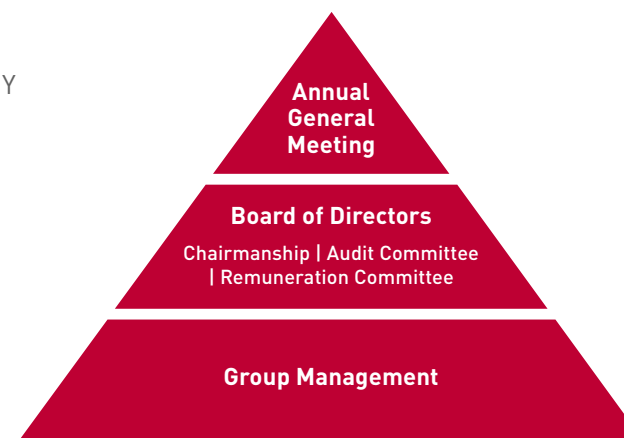 Y
Annual
General
Meeting
Board of Directors
Chairmanship | Audit Committee
| Remuneration Committee
Group Management